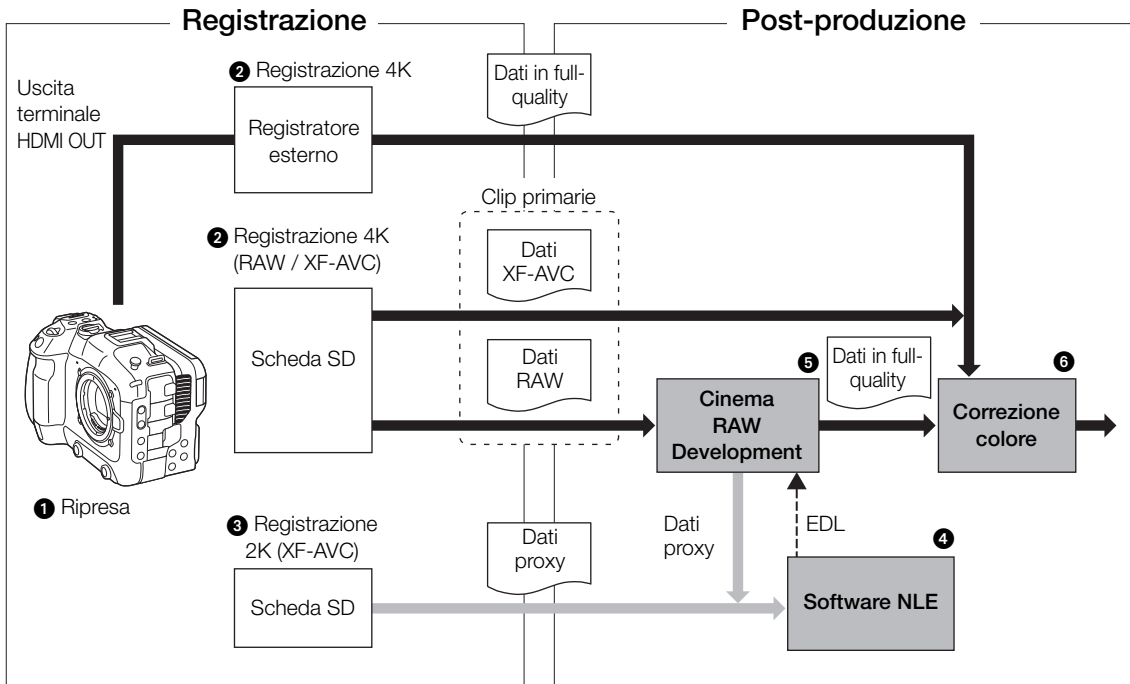 Registrazione
Post-produzione
Uscita
terminale
HDMI OUT
❷ Registrazione 4K
Registratore
esterno
Dati in full-
quality
Clip primarie
❷ Registrazione 4K
(RAW / XF-AVC)
Scheda SD
Dati
XF-AVC
Dati
RAW
❶ Ripresa
❺
Cinema
RAW
Development
Dati in full-
quality
❻
Correzione
colore
❸ Registrazione
2K (XF-AVC)
Scheda SD
Dati
proxy
Dati
proxy
EDL
❹
Software NLE